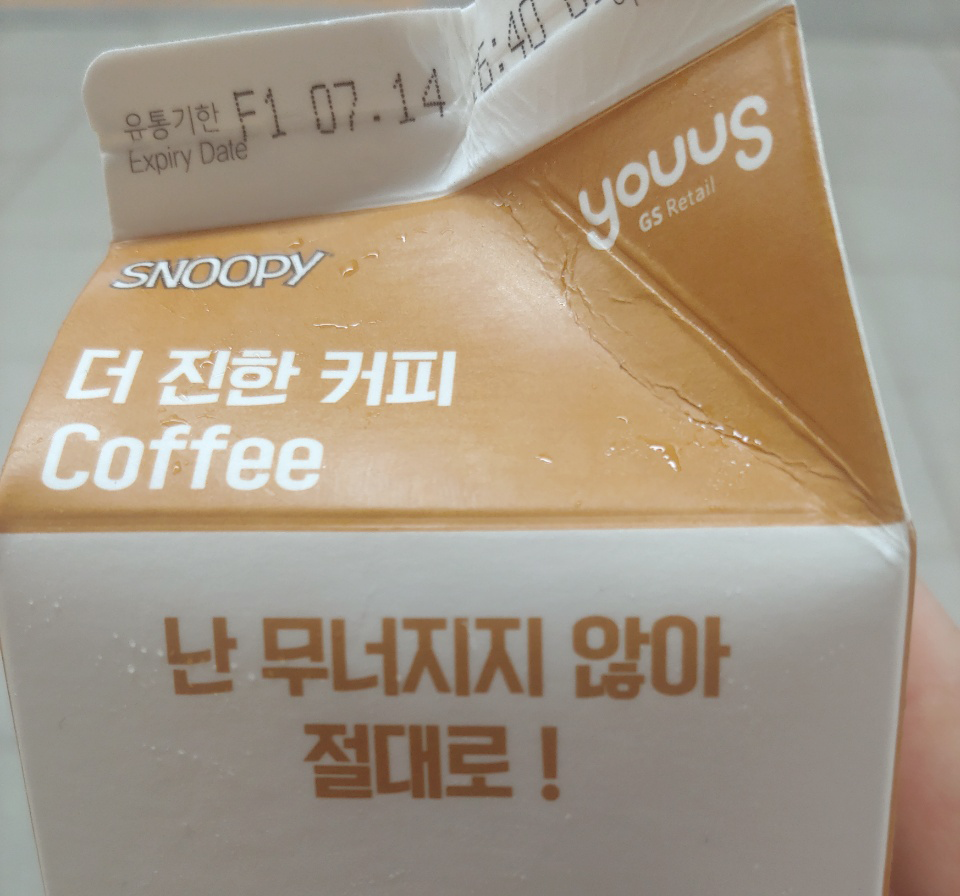 유통기한 F1 07.14
Expiry Date
youus
GS Retail
SNOOPY
더 진한 커피
Coffee
난 무너지지 않아
절대로 !